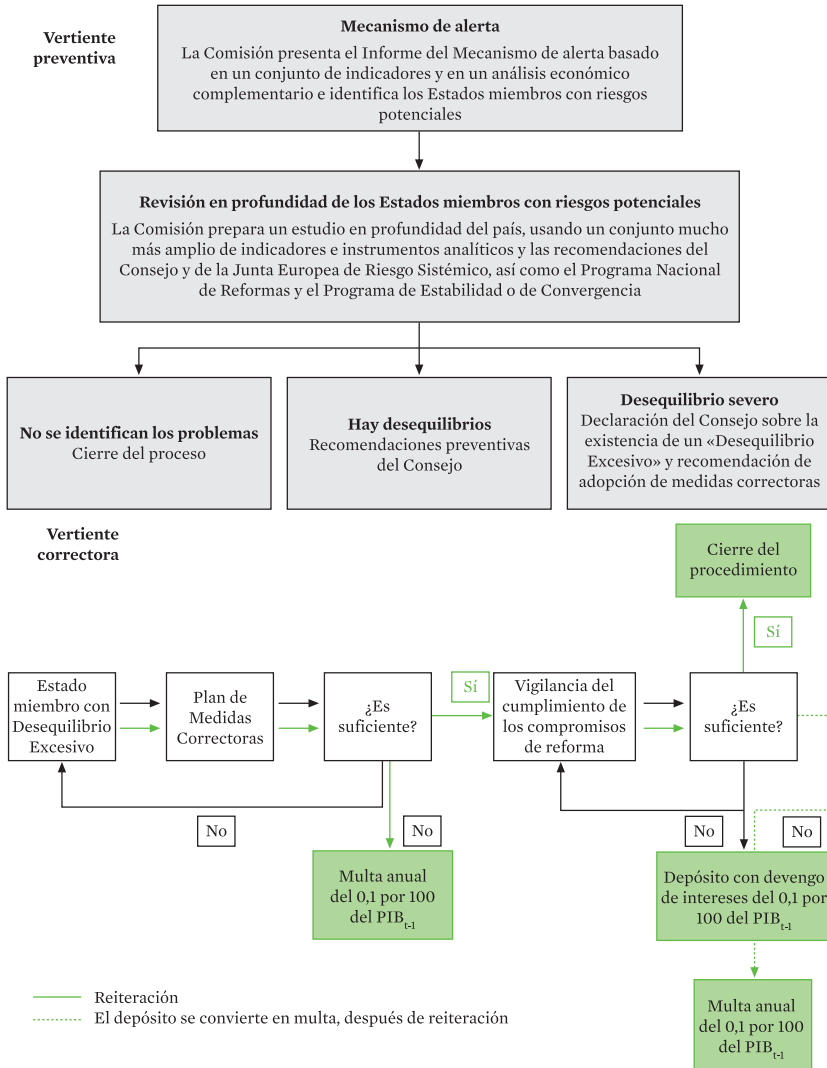 Vertiente
preventiva
Mecanismo de alerta
La Comisión presenta el Informe del Mecanismo de alerta basado
en un conjunto de indicadores y en un análisis económico
complementario e identifica los Estados miembros con riesgos
potenciales
Revisión en profundidad de los Estados miembros con riesgos potenciales
La Comisión prepara un estudio en profundidad del país, usando un conjunto mucho
más amplio de indicadores e instrumentos analíticos y las recomendaciones del
Consejo y de la Junta Europea de Riesgo Sistémico, así como el Programa Nacional
de Reformas y el Programa de Estabilidad o de Convergencia
No se identifican los problemas
Cierre del proceso
Hay desequilibrios
Recomendaciones preventivas
del Consejo
Desequilibrio severo
Declaración del Consejo sobre la
existencia de un «Desequilibrio
Excesivo» y recomendación de
adopción de medidas correctoras
Vertiente
correctora
Cierre del
procedimiento
Sí
Estado
miembro con
Desequilibrio
Excesivo
Plan de
Medidas
Correctoras
¿Es
suficiente?
Sí
Vigilancia del
cumplimiento de
los compromisos
de reforma
¿Es
suficiente?
No
No
No
No
Multa anual
del 0,1 por 100
del PIB t-1
Depósito con devengo
de intereses del 0,1 por
100 del PIB t-1
Multa anual
del 0,1 por 100
del PIB t-1
Reiteración
El depósito se convierte en multa, después de reiteración